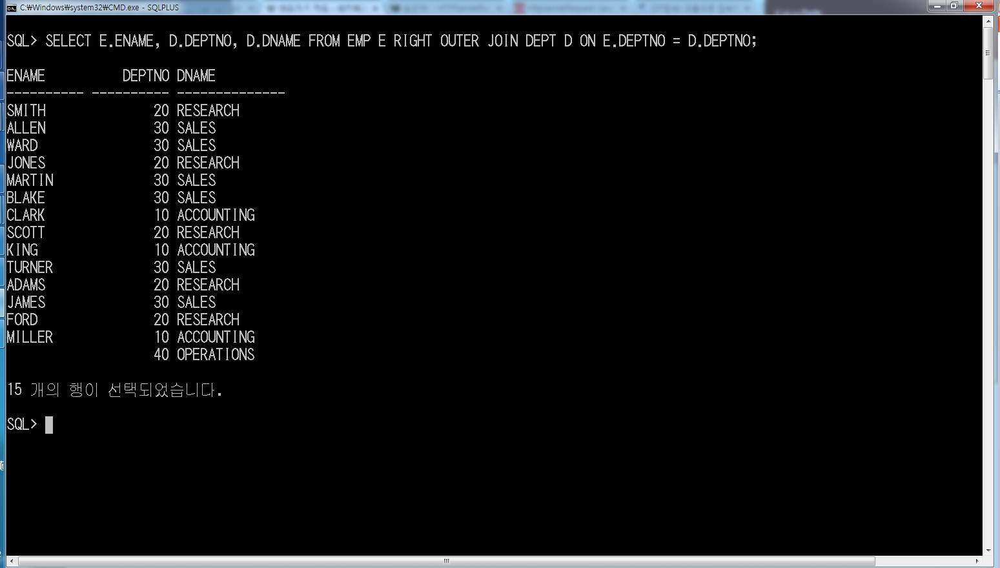 C:₩Windows₩system32₩CMD.exe - SQLPLUS
SQL> SELECT E.ENAME, D.DEPTNO, D.DNAME FROM EMP E RIGHT OUTER JOIN DEPT D ON E.DEPTNO = D.DEPTNO;
ENAME DEPTNO DNAME
---------- ---------- --------------
SMITH 20 RESEARCH
ALLEN 30 SALES
WARD 30 SALES
JONES 20 RESEARCH
MARTIN 30 SALES
BLAKE 30 SALES
CLARK 10 ACCOUNTING
SCOTT 20 RESEARCH
KING 10 ACCOUNTING
TURNER 30 SALES
ADAMS 20 RESEARCH
JAMES 30 SALES
FORD 20 RESEARCH
MILLER 10 ACCOUNTING
40 OPERATIONS
15 개의 행이 선택되었습니다.
SQL>